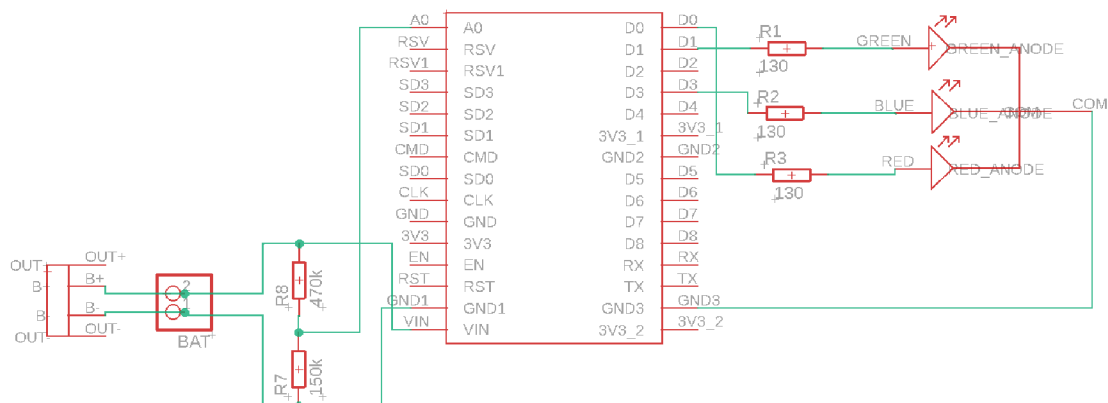 A0 A0 D0 D0
RSV RSV D1 D1 R1 GREEN GREEN_ANODE
RSV1 RSV1 D2 D2 130
SD3 SD3 D3 D3 R2 BLUE COM
SD2 SD2 D4 D4 BLUE_ANODE
SD1 SD1 3V3_1 3V3_1 130
CMD CMD GND2 GND2 R3 RED
SD0 SD0 D5 D5 RED_ANODE
CLK CLK D6 D6 130
GND GND D7 D7
3V3 3V3 D8 D8
OUT+ EN EN RX RX
B+ 2 R8 470k RST RST TX TX
B- 1 GND1 GND1 GND3 GND3
OUT- OUT- VIN VIN 3V3_2 3V3_2
BAT
R7 150k